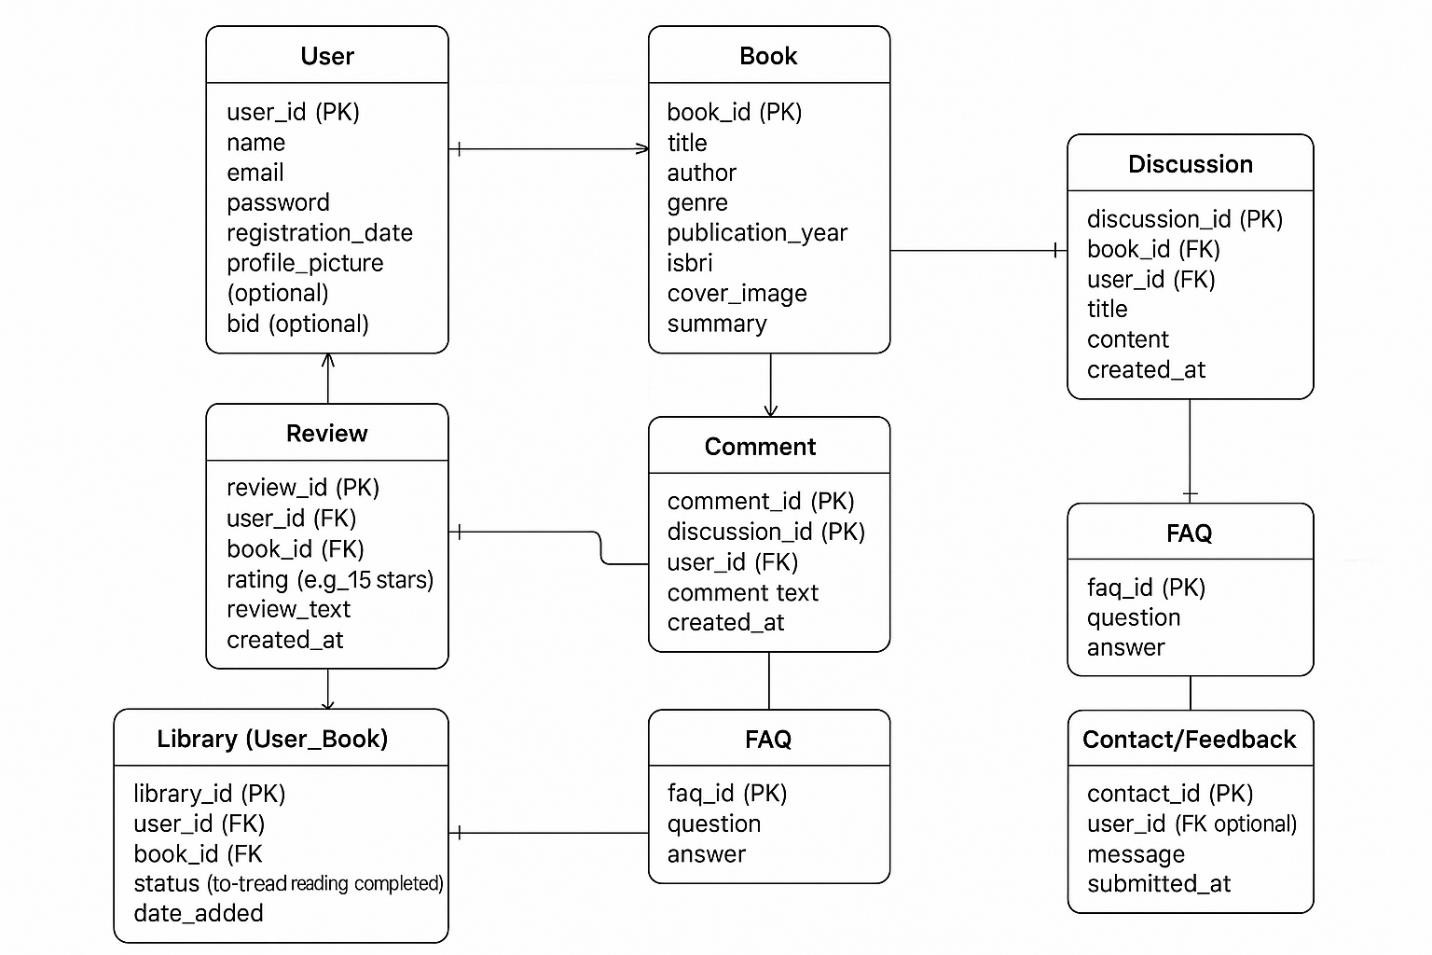 User
user_id (PK)
name
email
password
registration_date
profile_picture
(optional)
bid (optional)
Book
book_id (PK)
title
author
genre
publication_year
isbri
cover_image
summary
Discussion
discussion_id (PK)
book_id (FK)
user_id (FK)
title
content
created_at
Review
review_id (PK)
user_id (FK)
book_id (FK)
rating (e.g_15 stars)
review_text
created_at
Comment
comment_id (PK)
discussion_id (PK)
user_id (FK)
comment text
created_at
FAQ
faq_id (PK)
question
answer
Library (User_Book)
library_id (PK)
user_id (FK)
book_id (FK
status (to-tread reading completed)
date_added
FAQ
faq_id (PK)
question
answer
Contact/Feedback
contact_id (PK)
user_id (FK optional)
message
submitted_at